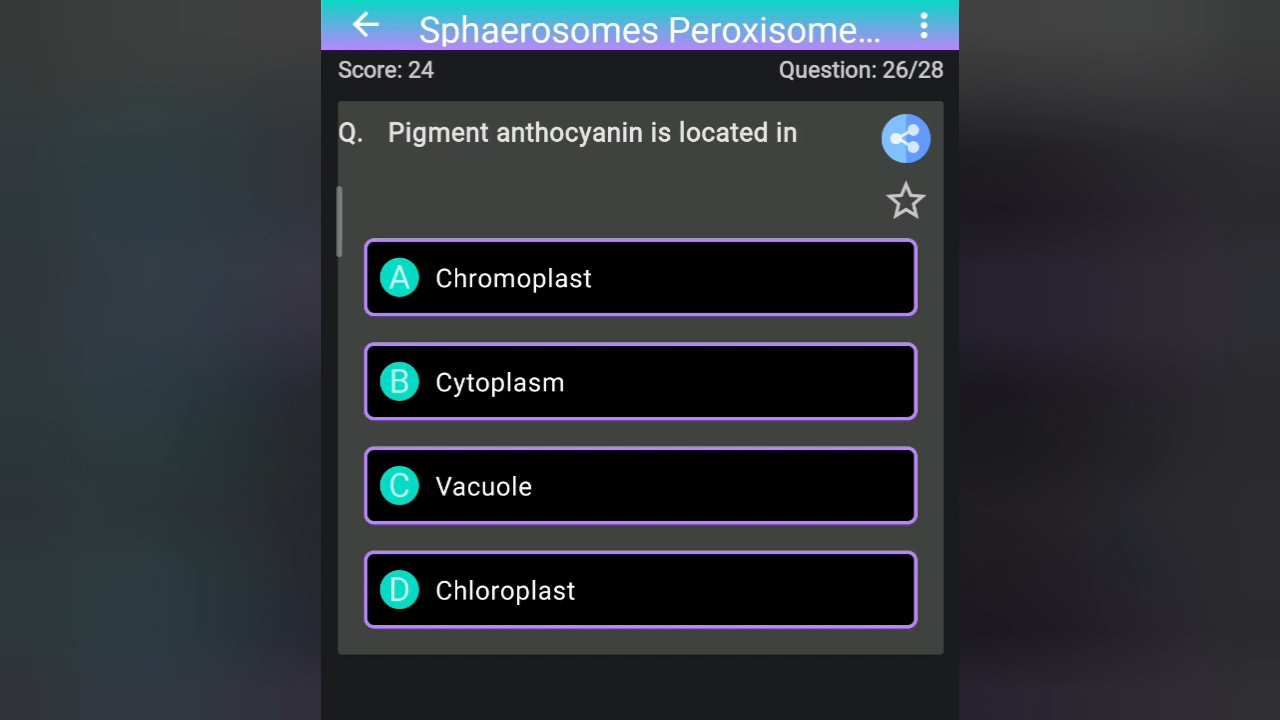 Sphaerosomes Peroxisome...
Score: 24
Question: 26/28
Q. Pigment anthocyanin is located in
A Chromoplast
B Cytoplasm
C Vacuole
D Chloroplast